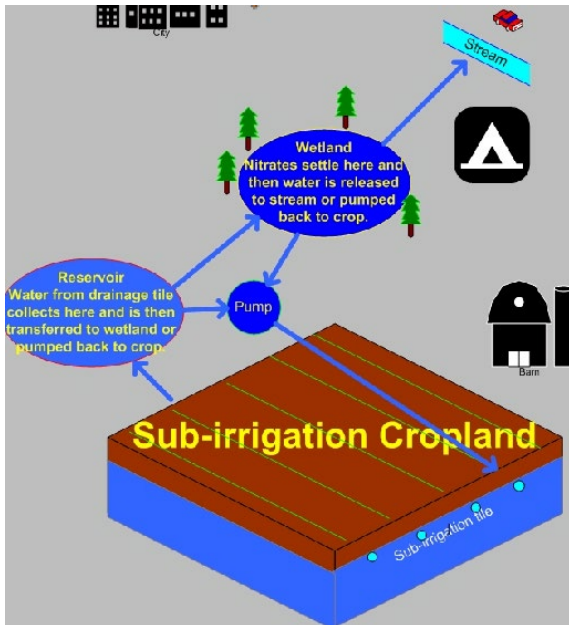 City
Stream
Wetland
Nitrates settle here and
then water is released
to stream or pumped
back to crop.
Reservoir
Water from drainage tile
collects here and is then
transferred to wetland or
pumped back to crop.
Pump
Barn
Sub-irrigation Cropland
Sub-irrigation tile